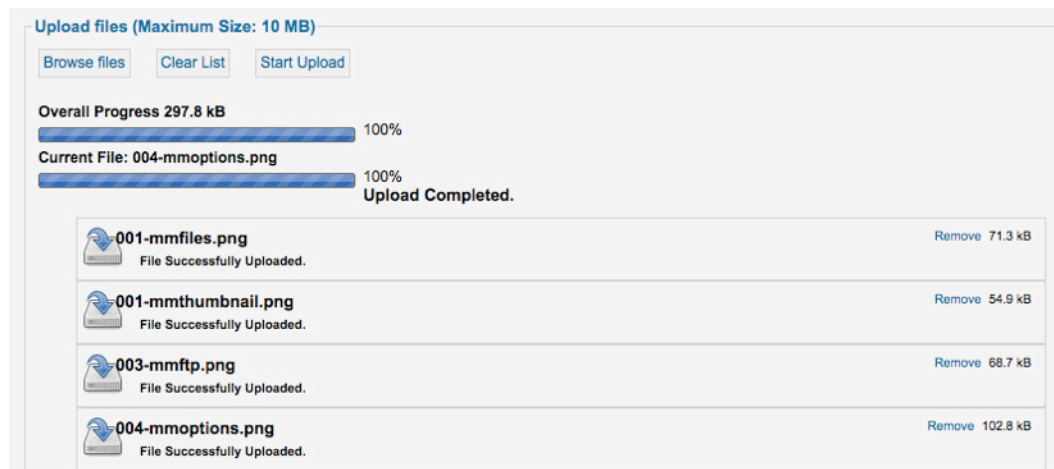 Upload files (Maximum Size: 10 MB)
Browse files Clear List Start Upload
Overall Progress 297.8 kB
100%
Current File: 004-mmoptions.png
100%
Upload Completed.
001-mmfiles.png Remove 71.3 kB
File Successfully Uploaded.
001-mmthumbnail.png Remove 54.9 kB
File Successfully Uploaded.
003-mmftp.png Remove 68.7 kB
File Successfully Uploaded.
004-mmoptions.png Remove 102.8 kB
File Successfully Uploaded.